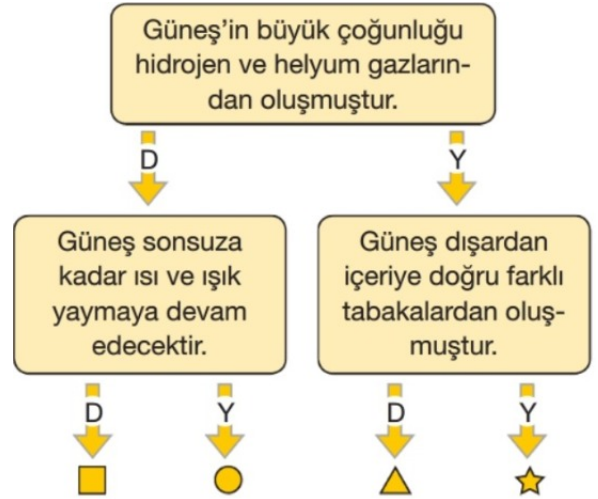 Güneş'in büyük çoğunluğu
hidrojen ve helyum gazların-
dan oluşmuştur.
D
Y
Güneş sonsuza
kadar ısı ve ışık
yaymaya devam
edecektir.
Güneş dışardan
içeriye doğru farklı
tabakalardan oluş-
muştur.
D
Y
D
Y